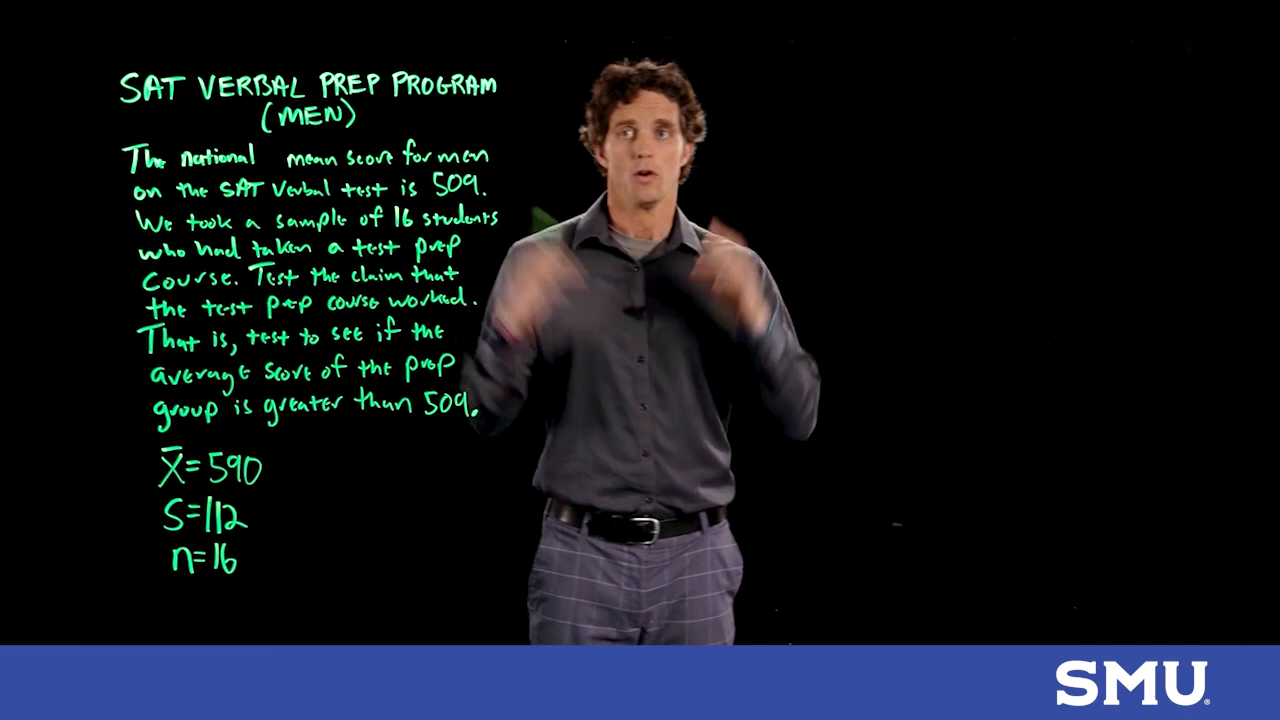 SAT VERBAL PREP PROGRAM
(MEN)
The national mean score for men
on the SAT Verbal test is 509.
We took a sample of 16 students
who had taken a test prep
course. Test the claim that
the test prep course worked.
That is, test to see if the
average score of the prep
group is greater than 509.
X̄=590
S=112
n=16
SMU